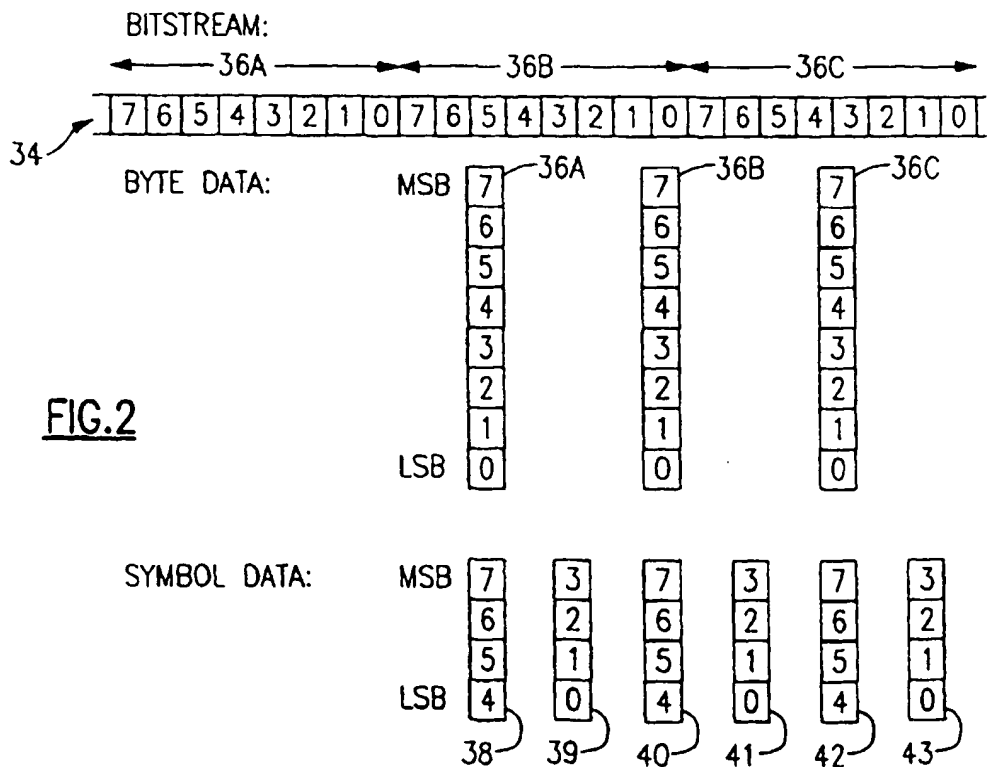 BITSTREAM:
36A 36B 36C
7 6 5 4 3 2 1 0 7 6 5 4 3 2 1 0 7 6 5 4 3 2 1 0
34
BYTE DATA: MSB 7 36A 7 36B 7 36C
6 6 6
5 5 5
4 4 4
3 3 3
2 2 2
FIG.2
1 1 1
LSB 0 0 0
SYMBOL DATA: MSB 7 3 7 3 7 3
6 2 6 2 6 2
5 1 5 1 5 1
LSB 4 0 4 0 4 0
38 39 40 41 42 43